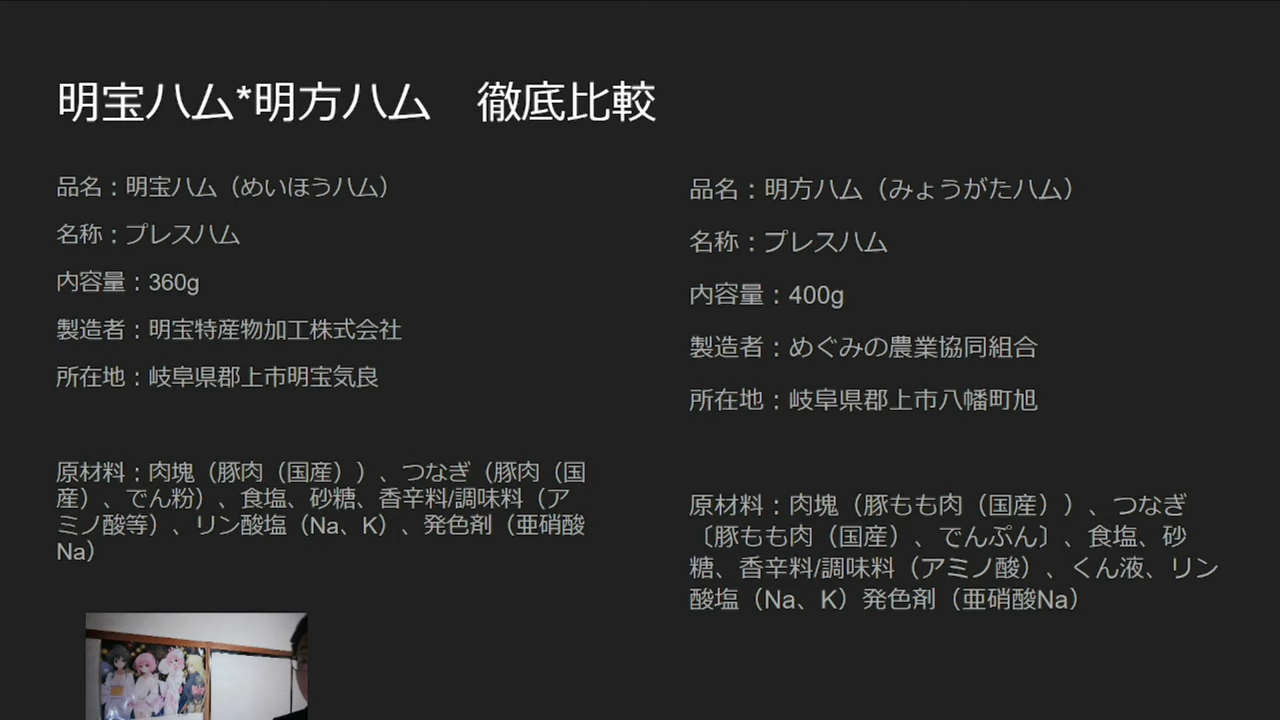 明宝ハム*明方ハム　徹底比較
品名：明宝ハム（めいほうハム）
名称：プレスハム
内容量：360g
製造者：明宝特産物加工株式会社
所在地：岐阜県郡上市明宝気良
原材料：肉塊（豚肉（国産））、つなぎ（豚肉（国
産）、でん粉）、食塩、砂糖、香辛料/調味料（ア
ミノ酸等）、リン酸塩（Na、K）、発色剤（亜硝酸
Na）
品名：明方ハム（みょうがたハム）
名称：プレスハム
内容量：400g
製造者：めぐみの農業協同組合
所在地：岐阜県郡上市八幡町旭
原材料：肉塊（豚もも肉（国産））、つなぎ
〔豚もも肉（国産）、でんぷん〕、食塩、砂
糖、香辛料/調味料（アミノ酸）、くん液、リン
酸塩（Na、K）発色剤（亜硝酸Na）